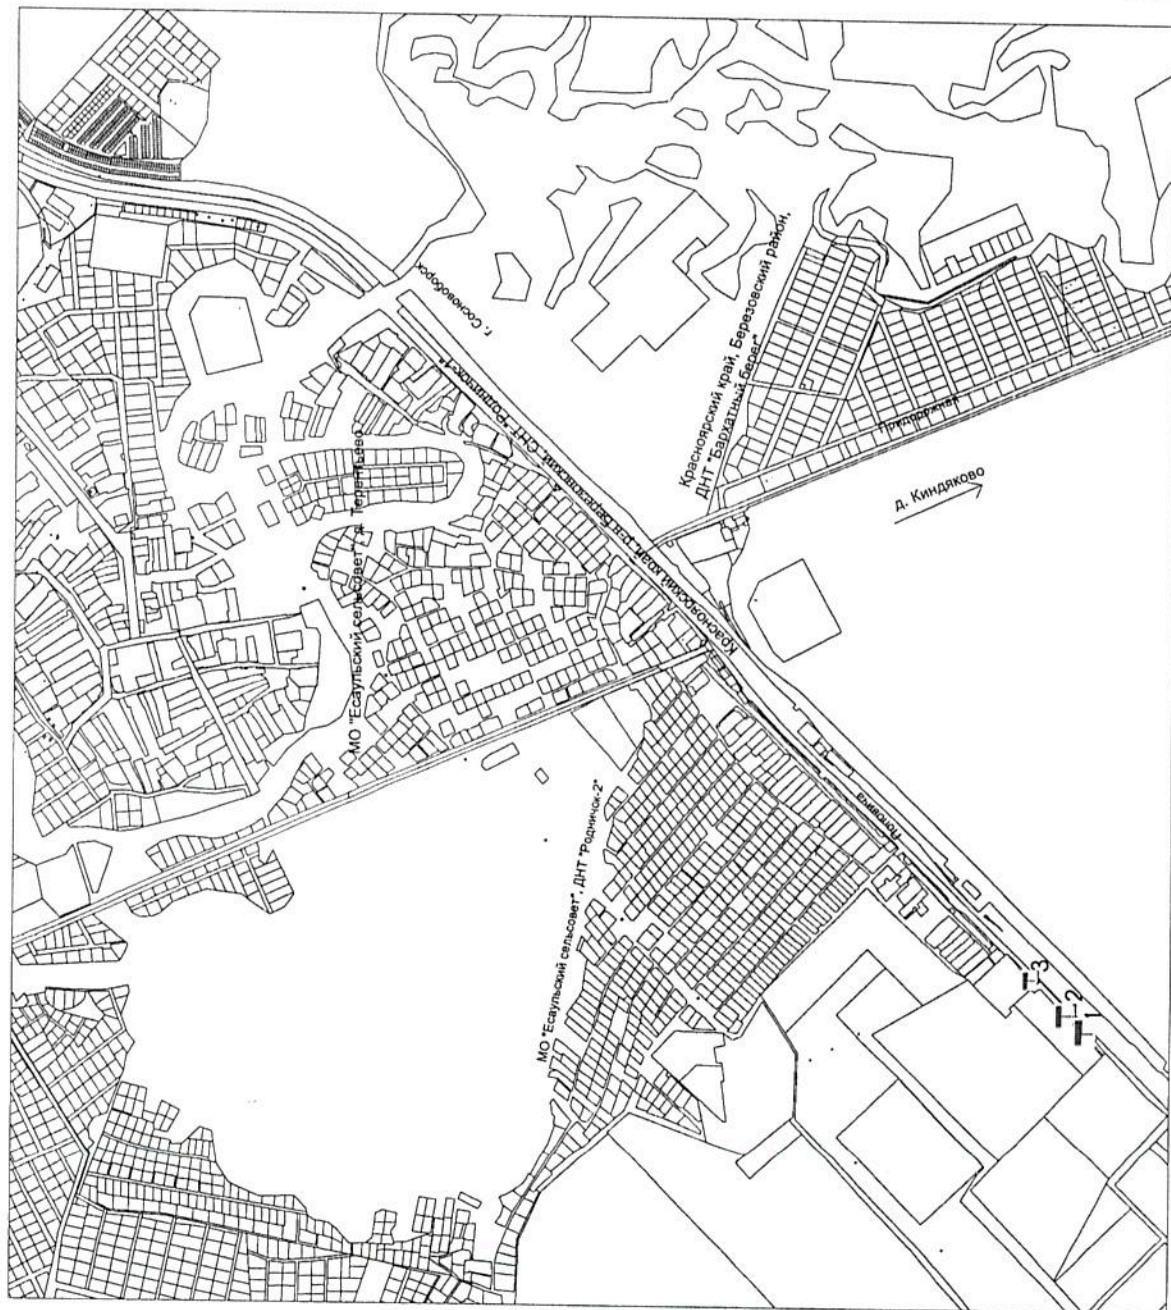 г. Сосновоборск
Красноярский край, р-н Березовский, СНТ "Родничок-1"
МО "Есаульский сельсовет", д. Терентьево
Красноярский край, Березовский район,
ДНТ "Бархатный берег"
Придорожная
д. Киндяково
МО "Есаульский сельсовет", ДНТ "Родничок-2"
3
2
1